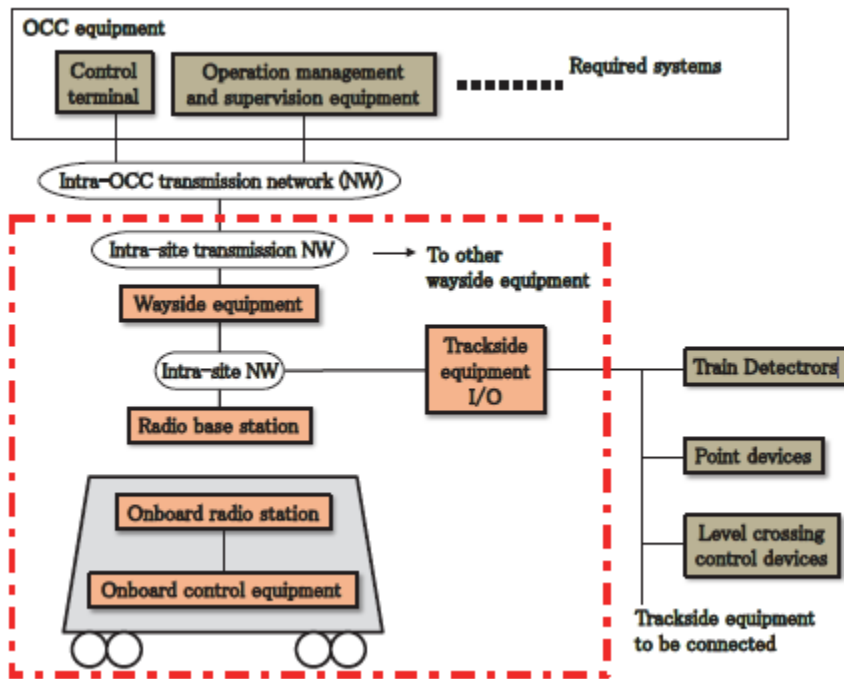 OCC equipment
Control
terminal
Operation management
and supervision equipment
Required systems
Intra-OCC transmission network (NW)
Intra-site transmission NW
To other
wayside equipment
Wayside equipment
Intra-site NW
Trackside
equipment
I/O
Train Detectrors
Radio base station
Point devices
Onboard radio station
Level crossing
control devices
Onboard control equipment
Trackside equipment
to be connected